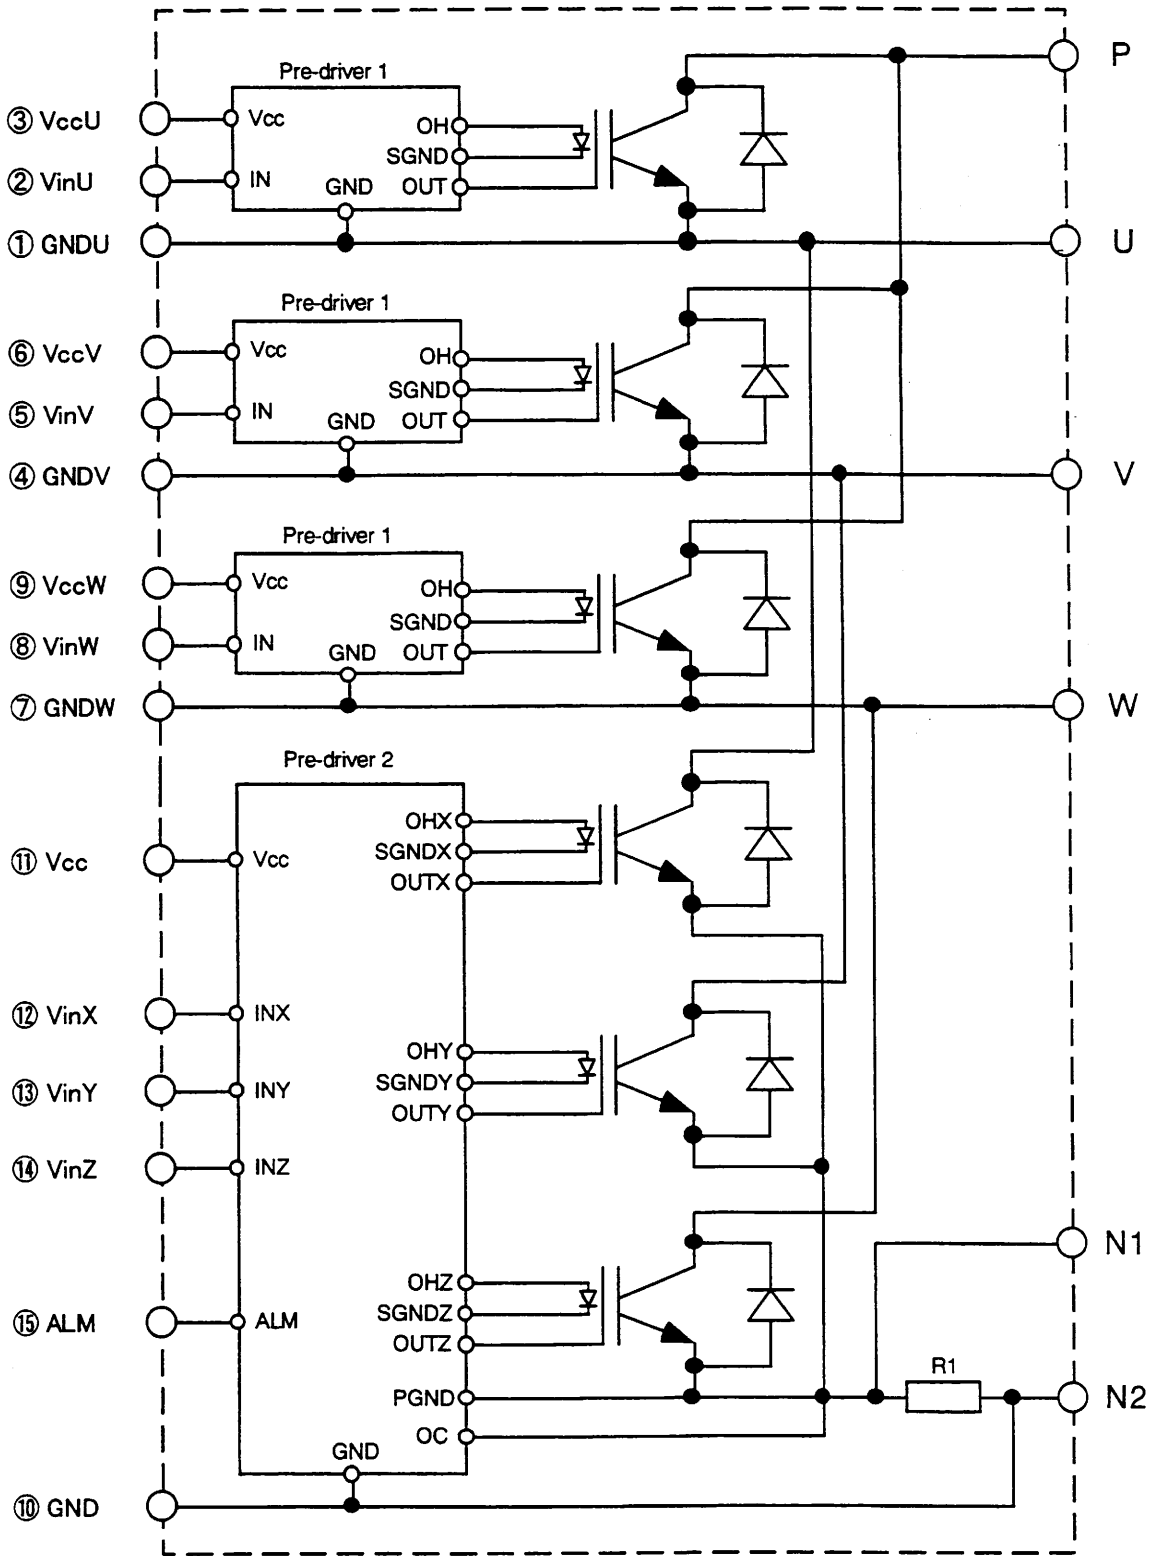 Pre-driver 1
P
③ VccU
Vcc
OH
SGND
② VinU
IN
GND
OUT
① GNDU
U
Pre-driver 1
⑥ VccV
Vcc
OH
SGND
⑤ VinV
IN
GND
OUT
④ GNDV
V
Pre-driver 1
⑨ VccW
Vcc
OH
SGND
⑧ VinW
IN
GND
OUT
⑦ GNDW
W
Pre-driver 2
OHX
⑪ Vcc
Vcc
SGNDX
OUTX
⑫ VinX
INX
OHY
SGNDY
⑬ VinY
INY
OUTY
⑭ VinZ
INZ
N1
OHZ
⑮ ALM
ALM
SGNDZ
OUTZ
R1
PGND
N2
OC
GND
⑩ GND